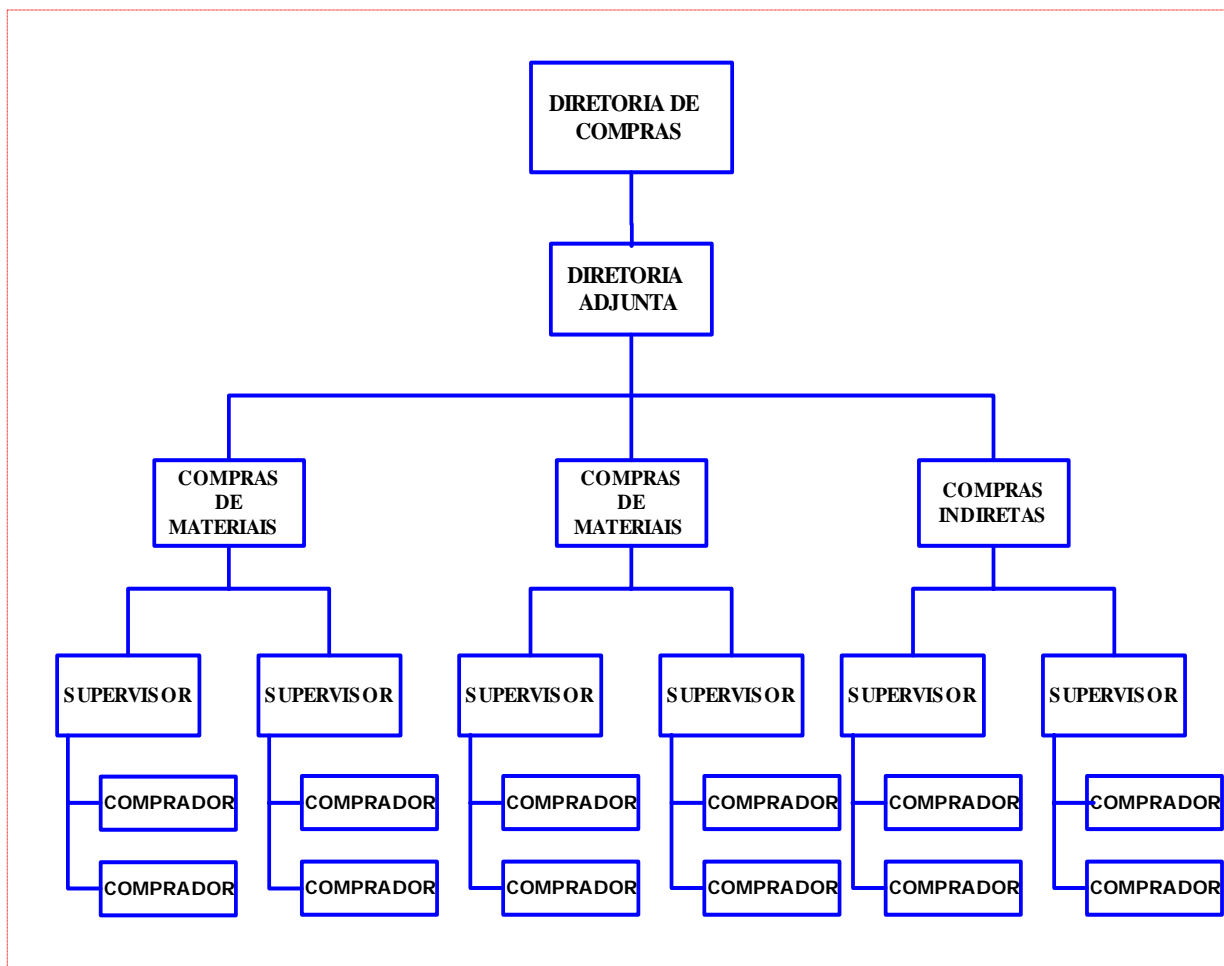 DIRETORIA DE
COMPRAS
DIRETORIA
ADJUNTA
COMPRAS
DE
MATERIAIS
COMPRAS
DE
MATERIAIS
COMPRAS
INDIRETAS
SUPERVISOR
SUPERVISOR
SUPERVISOR
SUPERVISOR
SUPERVISOR
SUPERVISOR
COMPRADOR
COMPRADOR
COMPRADOR
COMPRADOR
COMPRADOR
COMPRADOR
COMPRADOR
COMPRADOR
COMPRADOR
COMPRADOR
COMPRADOR
COMPRADOR